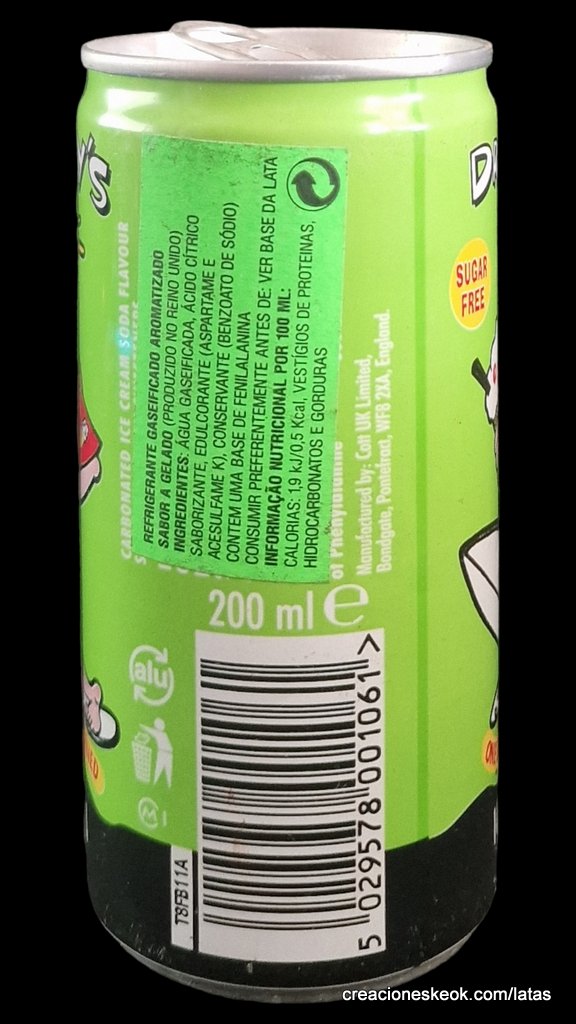 y's
CARBONATED ICE CREAM SODA FLAVOUR
REFRIGERANTE GASEIFICADO AROMATIZADO
SABOR A GELADO (PRODUZIDO NO REINO UNIDO)
INGREDIENTES: ÁGUA GASEIFICADA, ÁCIDO CÍTRICO
SABORIZANTE, EDULCORANTE (ASPARTAME E
ACESULFAME K), CONSERVANTE (BENZOATO DE SÓDIO)
CONTEM UMA BASE DE FENILALANINA
CONSUMIR PREFERENTEMENTE ANTES DE: VER BASE DA LATA
INFORMAÇÃO NUTRICIONAL POR 100 ML:
CALORIAS: 1,9 kJ/0,5 Kcal, VESTÍGIOS DE PROTEINAS,
HIDROCARBONATOS E GORDURAS
of Phenylalanine
Manufactured by: Cott UK Limited,
Bondgate, Pontefract, WF8 2XA, England.
200 ml e
alu
M
T8FB11A
5 029578 001061 >
D
SUGAR
FREE
creacioneskeok.com/latas